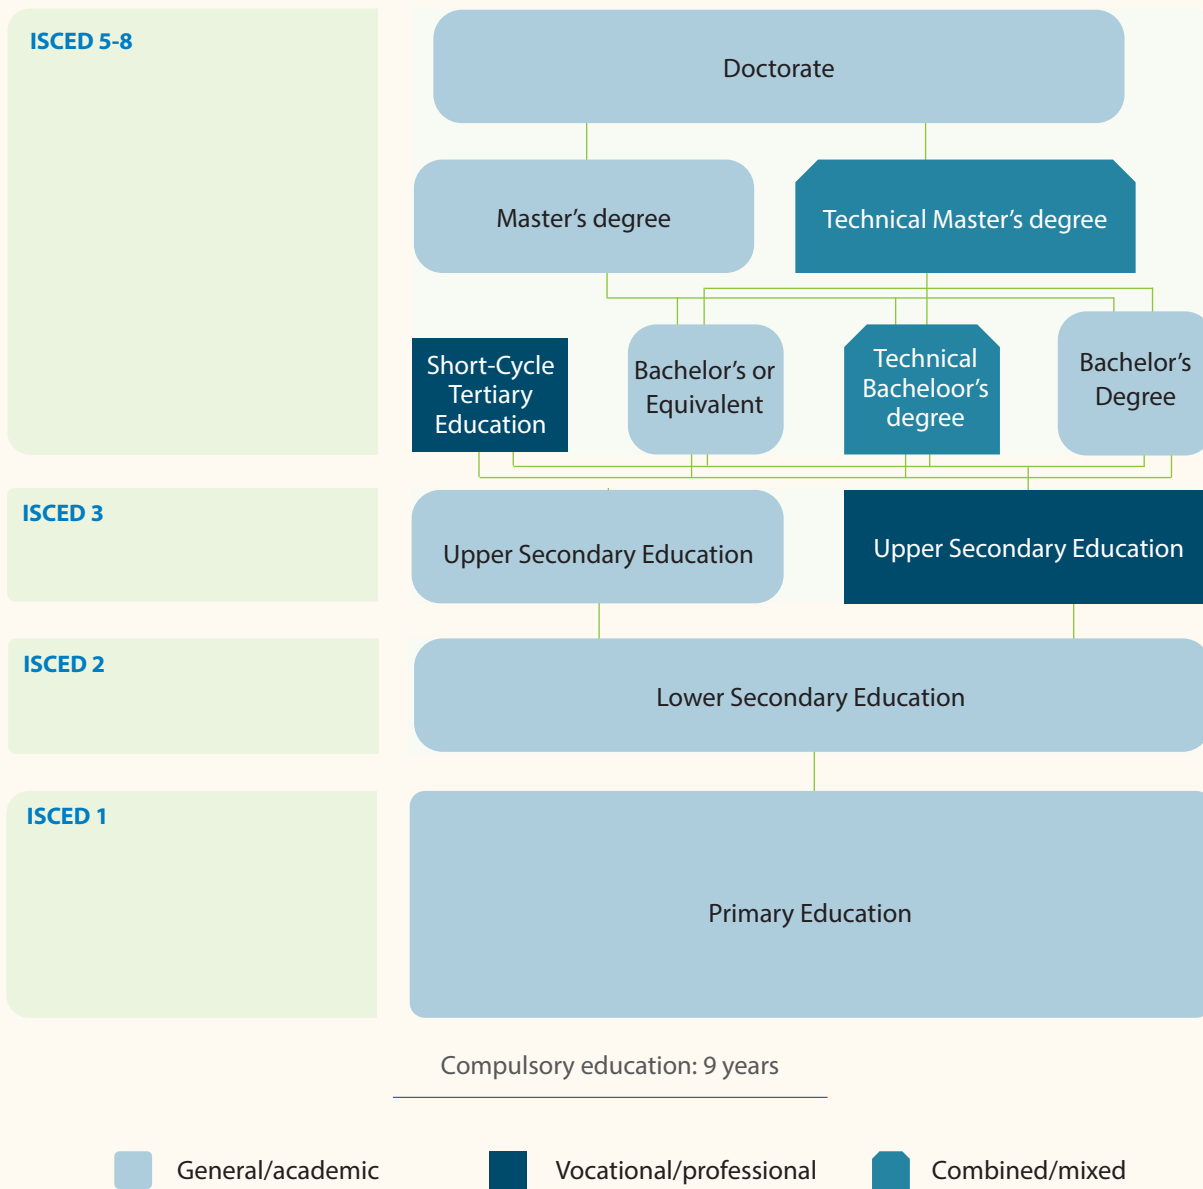 ISCED 5-8
Doctorate
Master’s degree
Technical Master’s degree
Short-Cycle
Tertiary
Education
Bachelor’s or
Equivalent
Technical
Bacheloor’s
degree
Bachelor’s
Degree
ISCED 3
Upper Secondary Education
Upper Secondary Education
ISCED 2
Lower Secondary Education
ISCED 1
Primary Education
Compulsory education: 9 years
General/academic
Vocational/professional
Combined/mixed